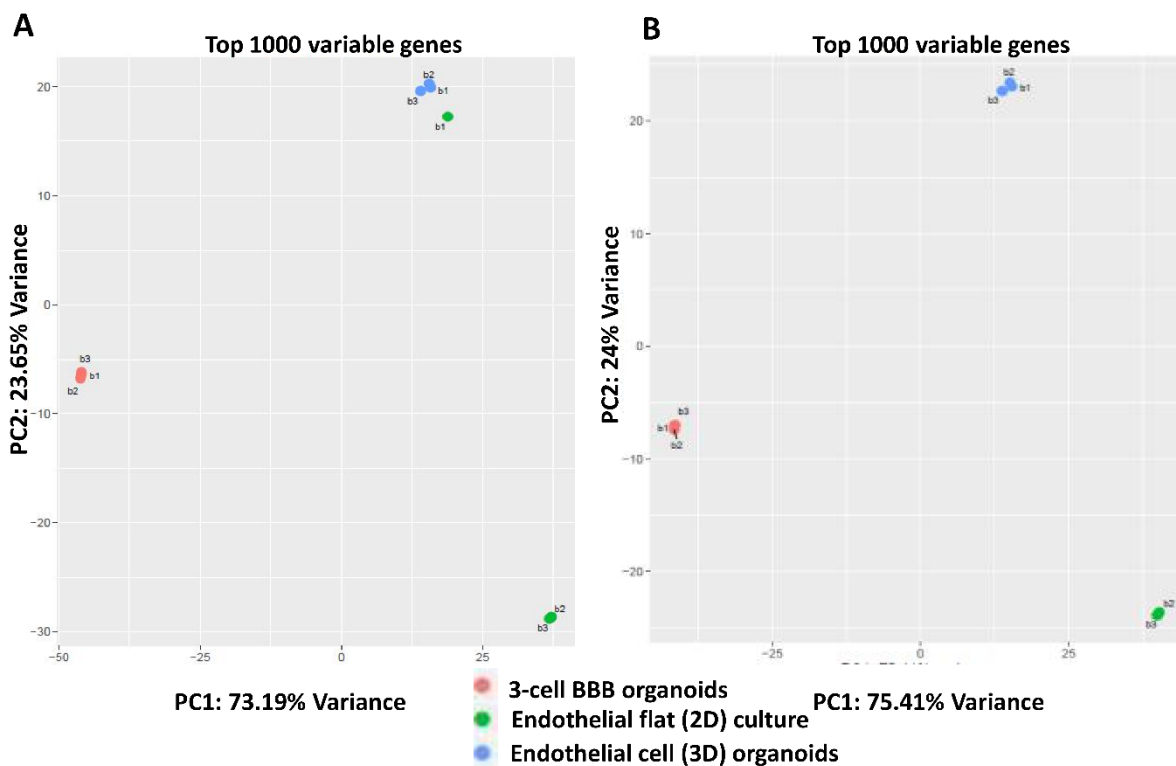 A
Top 1000 variable genes
b2
b1
b3
b1
20
10
0
−10
−20
−30
b3
b1
b2
b2
b3
−50
−25
0
25
PC2: 23.65% Variance
PC1: 73.19% Variance
B
Top 1000 variable genes
b2
b1
b3
20
10
0
−10
−20
b3
b1
b2
b2
b3
−25
0
25
PC2: 24% Variance
PC1: 75.41% Variance
3-cell BBB organoids
Endothelial flat (2D) culture
Endothelial cell (3D) organoids